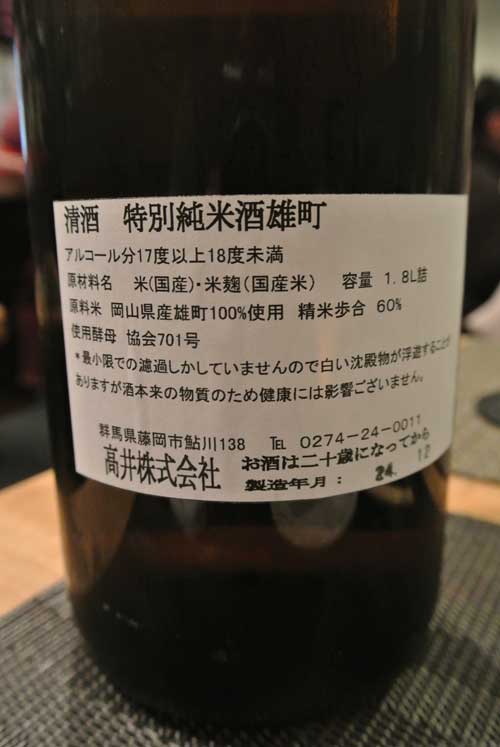 清酒　特別純米酒雄町
アルコール分17度以上18度未満
原材料名　米(国産)・米麹(国産米)　容量　1.8L詰
原料米　岡山県産雄町100%使用　精米歩合　60%
使用酵母　協会701号
*最小限での濾過しかしていませんので白い沈殿物が浮遊することが
ありますが酒本来の物質のため健康には影響ございません。
群馬県藤岡市鮎川138　℡　0274-24-0011
高井株式会社　お酒は二十歳になってから
製造年月：　24.　12